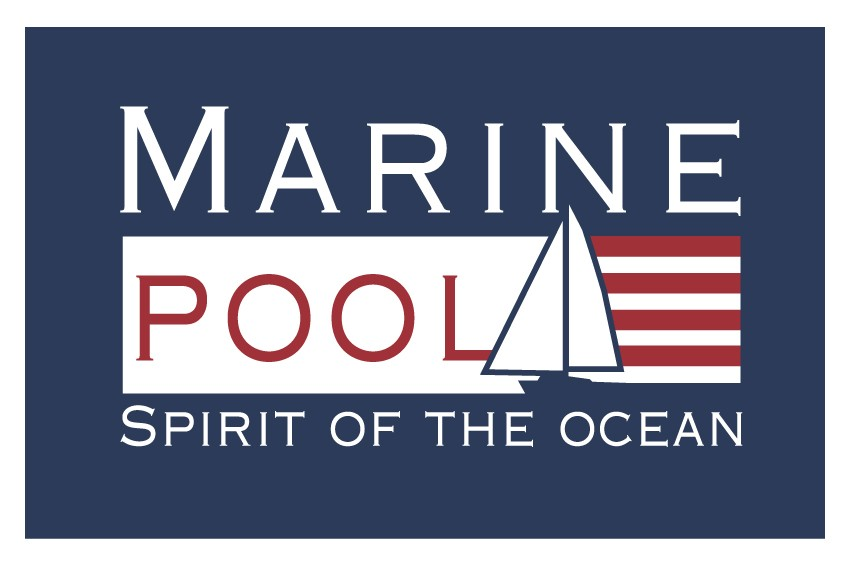 MARINE
POOL
SPIRIT OF THE OCEAN